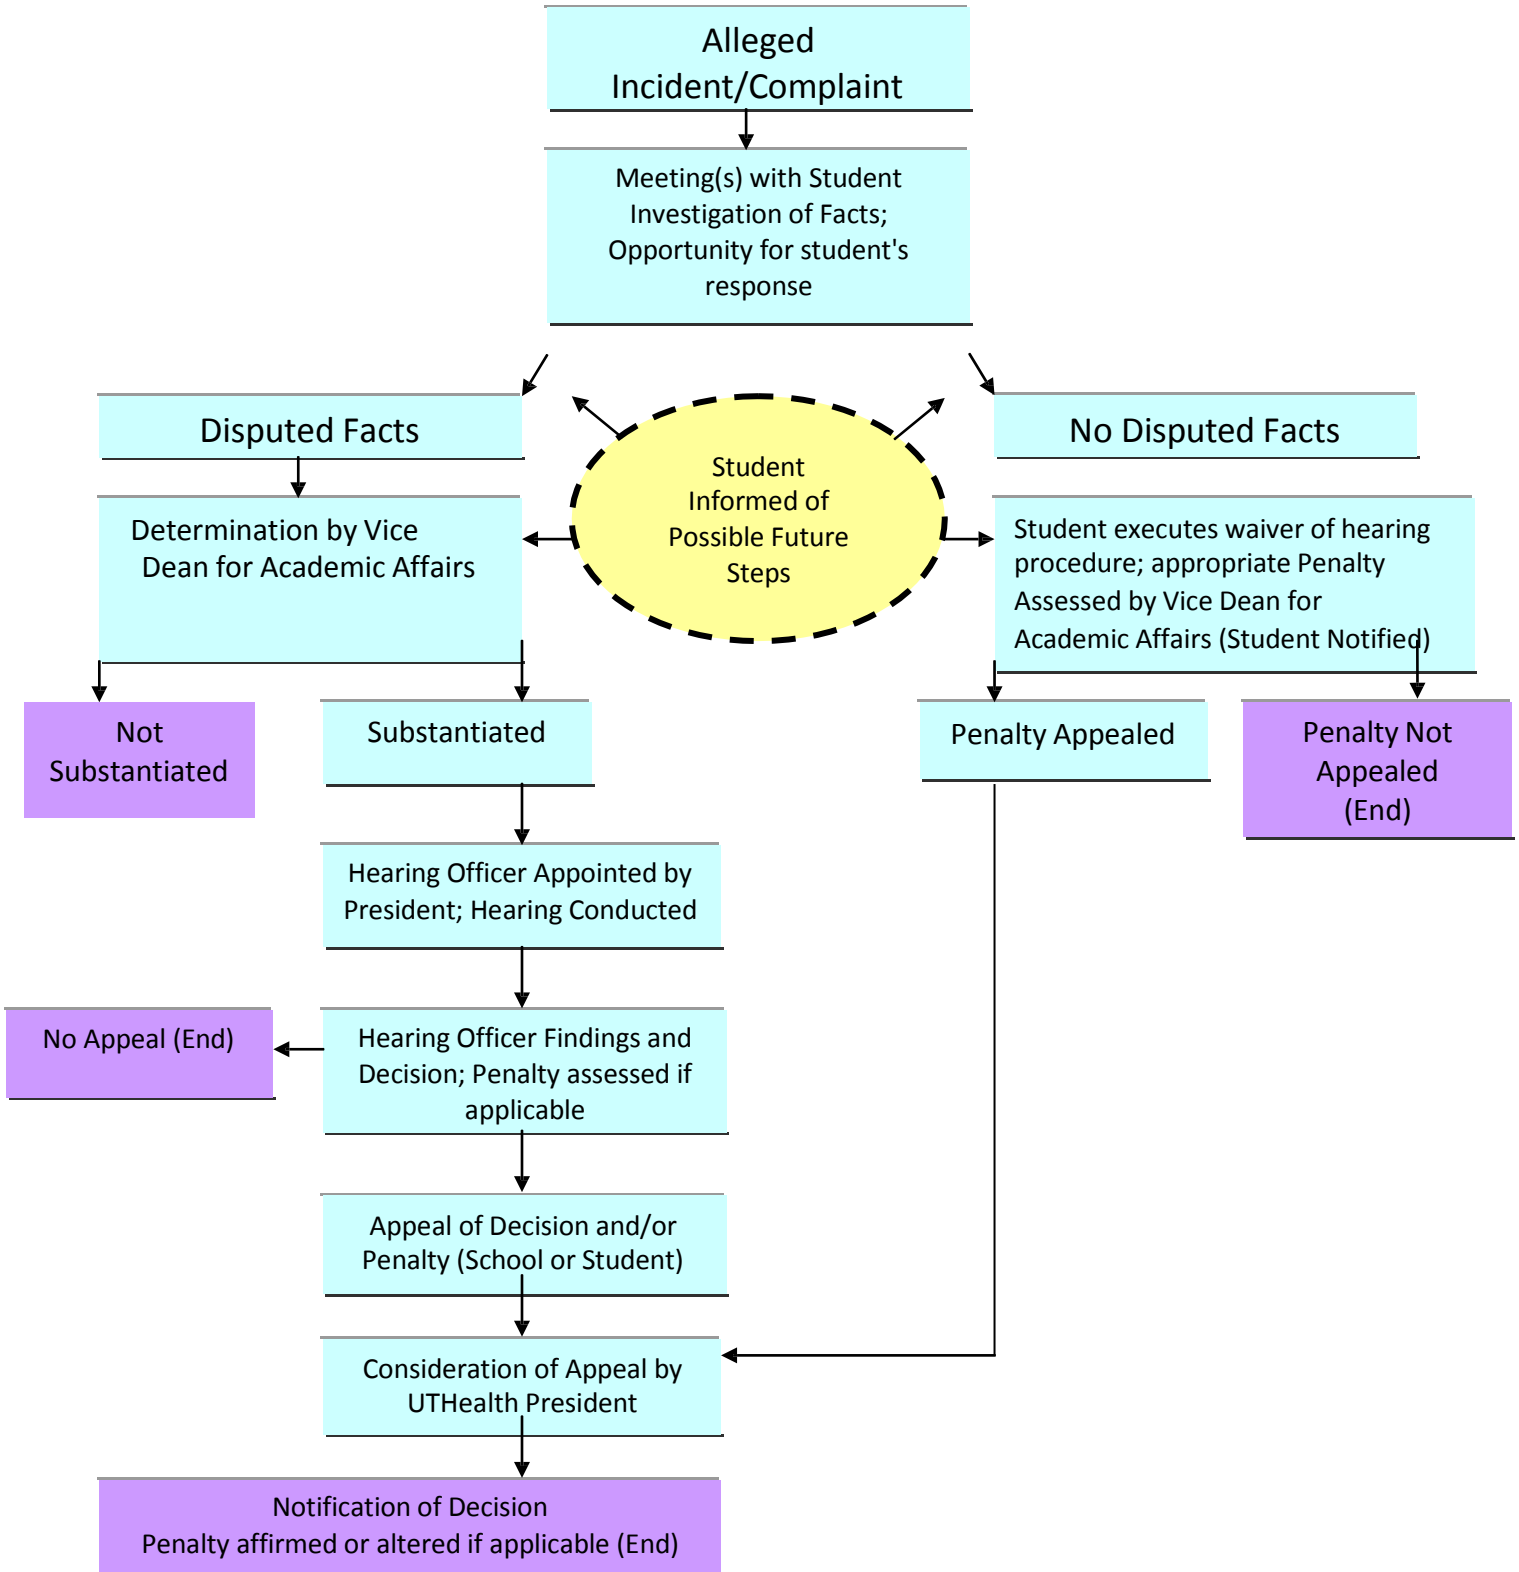 Alleged
Incident/Complaint
Meeting(s) with Student
Investigation of Facts;
Opportunity for student's
response
Disputed Facts
No Disputed Facts
Student
Informed of
Possible Future
Steps
Determination by Vice
Dean for Academic Affairs
Student executes waiver of hearing
procedure; appropriate Penalty
Assessed by Vice Dean for
Academic Affairs (Student Notified)
Not
Substantiated
Substantiated
Penalty Appealed
Penalty Not
Appealed
(End)
Hearing Officer Appointed by
President; Hearing Conducted
No Appeal (End)
Hearing Officer Findings and
Decision; Penalty assessed if
applicable
Appeal of Decision and/or
Penalty (School or Student)
Consideration of Appeal by
UTHealth President
Notification of Decision
Penalty affirmed or altered if applicable (End)